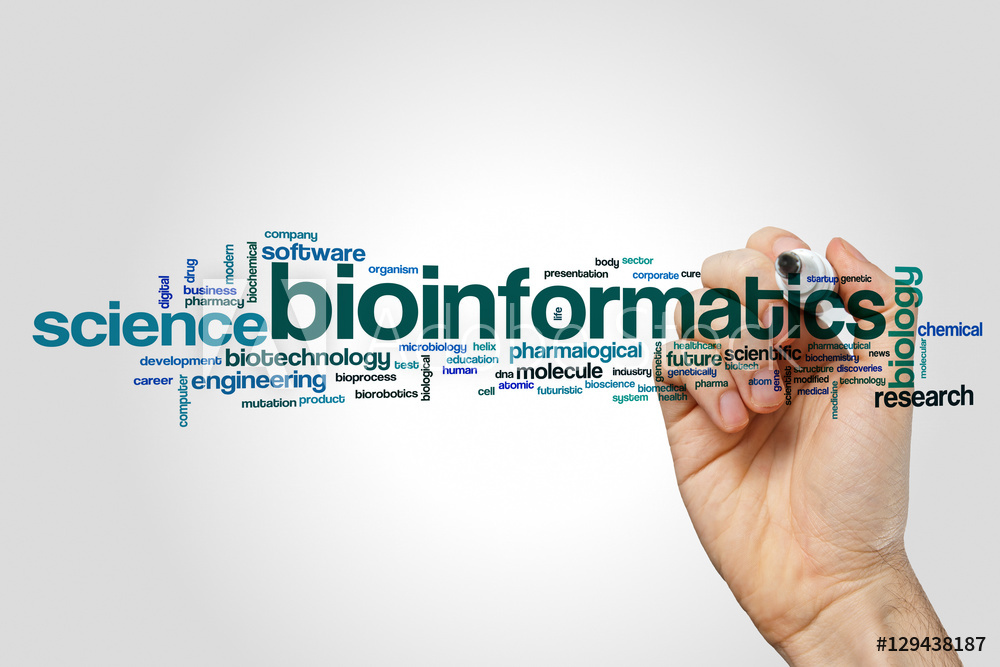 company
software
organism
body
sector
presentation
corporate
cure
startup
genetic
digital
drug
modern
biochemical
business
pharmacy
science
bioinformatics
life
biology
chemical
molecular
development
biotechnology
test
microbiology
helix
education
pharmalogical
genetics
healthcare
future
scientific
biotech
pharmaceutical
biochemistry
news
structure
discoveries
career
engineering
bioprocess
biological
human
dna
molecule
industry
genetically
pharma
atom
gene
scientist
modified
technology
computer
mutation
product
biorobotics
cell
atomic
futuristic
bioscience
biomedical
system
health
medical
medicine
research
Adobe Stock
#129438187